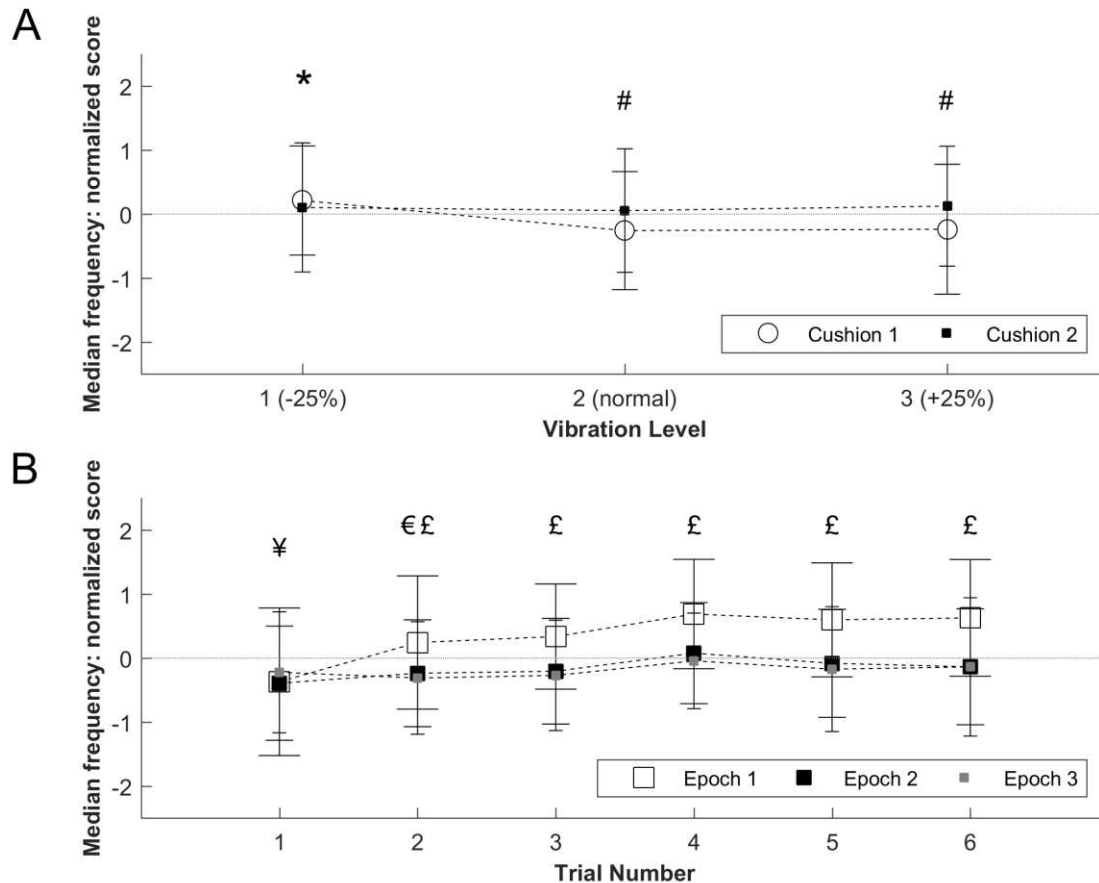 A
Median frequency: normalized score
2
1
0
-1
-2
*
#
#
Cushion 1
Cushion 2
1 (-25%)
2 (normal)
3 (+25%)
Vibration Level
B
Median frequency: normalized score
2
1
0
-1
-2
¥
€£
£
£
£
£
Epoch 1
Epoch 2
Epoch 3
1
2
3
4
5
6
Trial Number